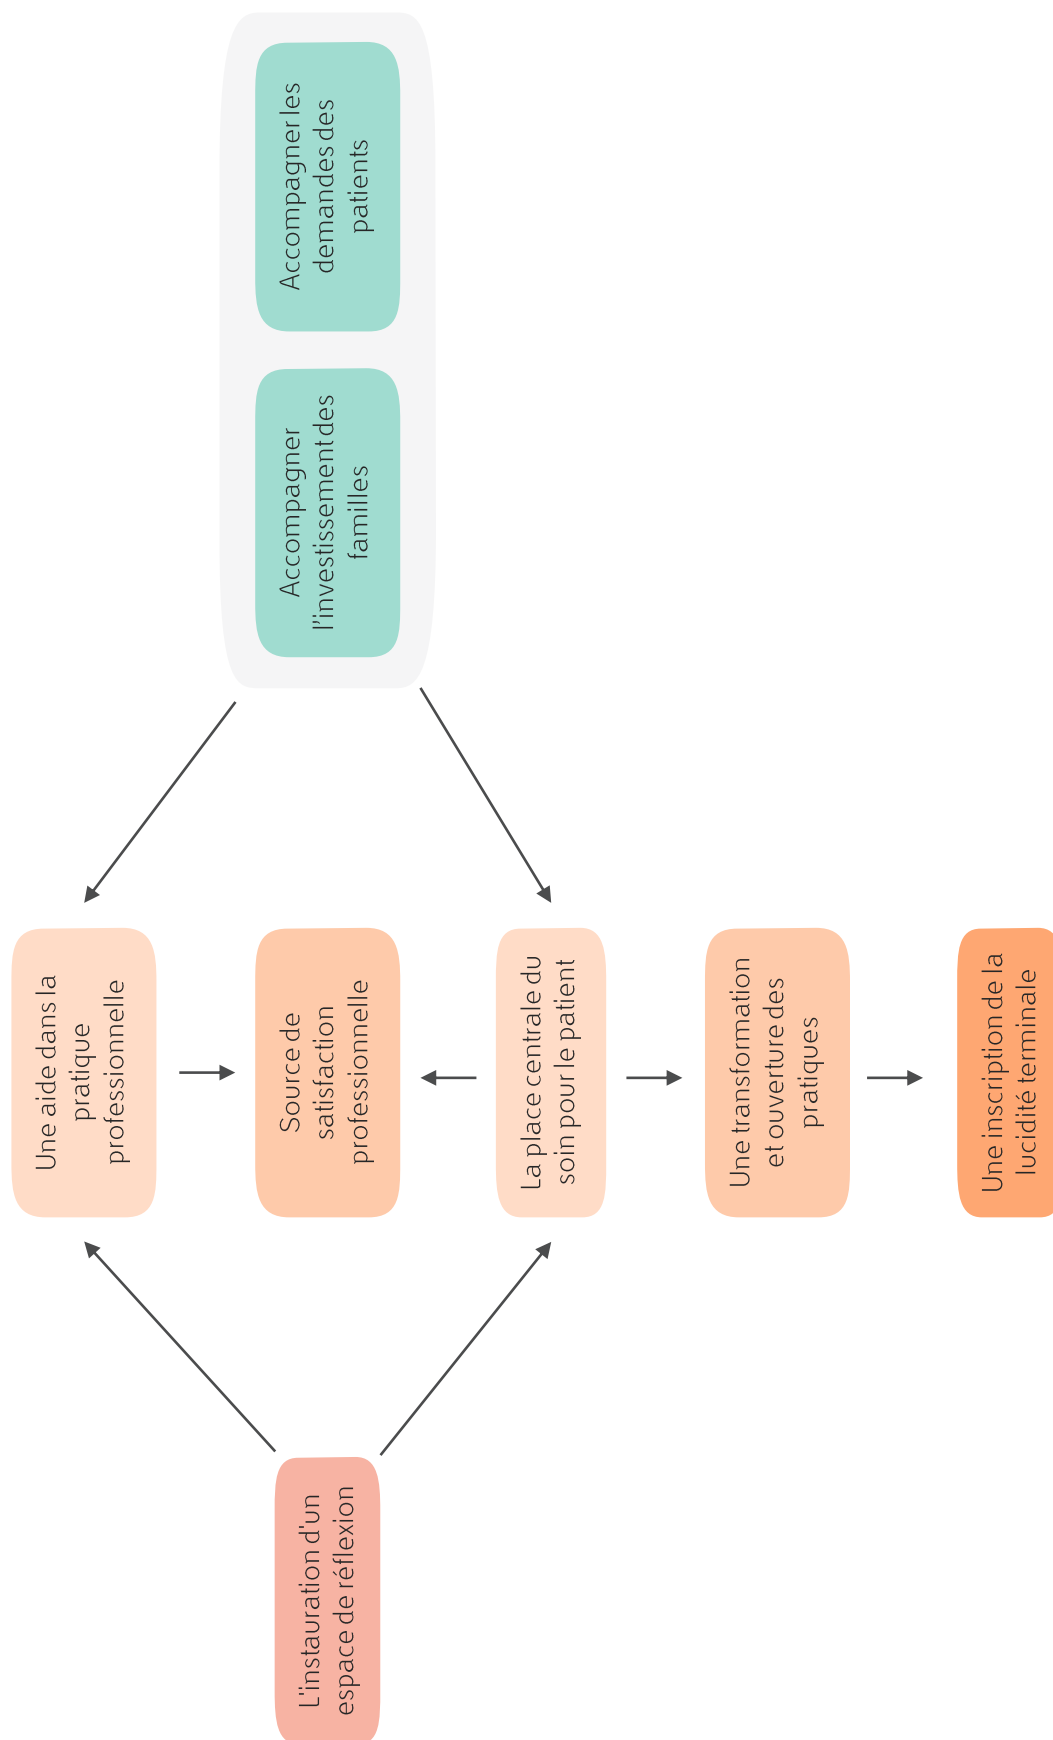 Une aide dans la
pratique
professionnelle
Source de
satisfaction
professionnelle
La place centrale du
soin pour le patient
Une transformation
et ouverture des
pratiques
Une inscription de la
lucidité terminale
L'instauration d'un
espace de réflexion
Accompagner
l’investissement des
familles
Accompagner les
demandes des
patients